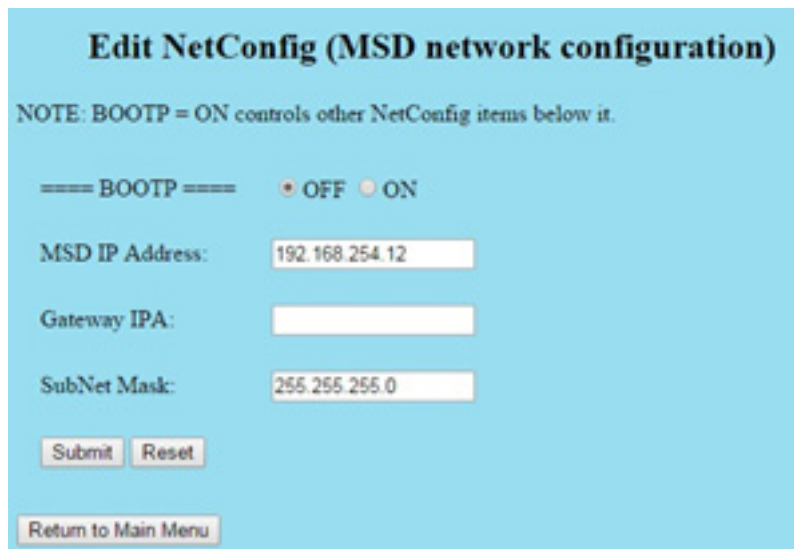 Edit NetConfig (MSD network configuration)
NOTE: BOOTP = ON controls other NetConfig items below it.
==== BOOTP ==== OFF ON
MSD IP Address: 192.168.254.12
Gateway IPA:
SubNet Mask: 255.255.255.0
Submit Reset
Return to Main Menu